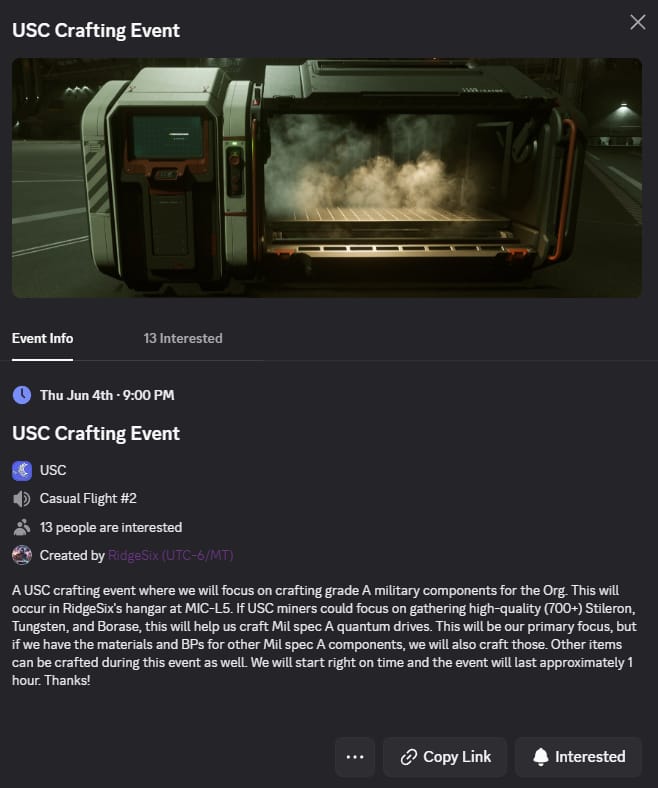 USC Crafting Event
Event Info
13 Interested
Thu Jun 4th · 9:00 PM
USC Crafting Event
USC
Casual Flight #2
13 people are interested
Created by RidgeSix (UTC-6/MT)
A USC crafting event where we will focus on crafting grade A military components for the Org. This will
occur in RidgeSix's hangar at MIC-L5. If USC miners could focus on gathering high-quality (700+) Stileron,
Tungsten, and Borase, this will help us craft Mil spec A quantum drives. This will be our primary focus, but
if we have the materials and BPs for other Mil spec A components, we will also craft those. Other items
can be crafted during this event as well. We will start right on time and the event will last approximately 1
hour. Thanks!
Copy Link
Interested